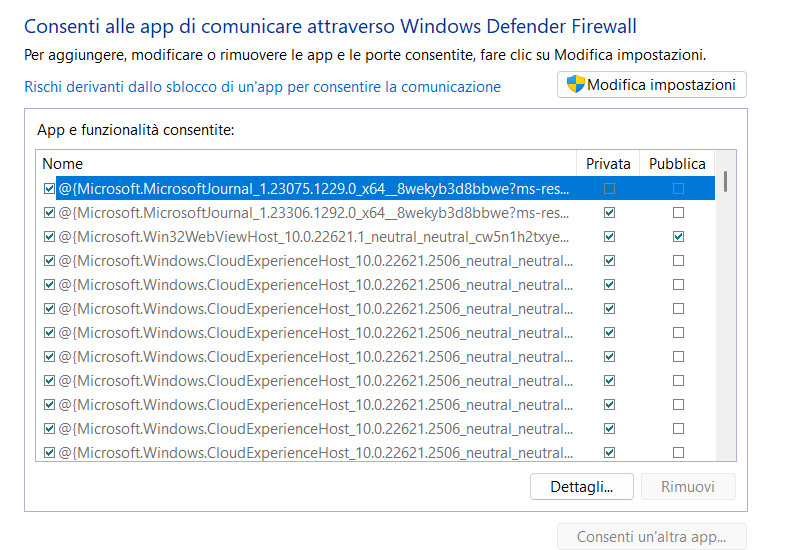 Consenti alle app di comunicare attraverso Windows Defender Firewall
Per aggiungere, modificare o rimuovere le app e le porte consentite, fare clic su Modifica impostazioni.
Rischi derivanti dallo sblocco di un'app per consentire la comunicazione
Modifica impostazioni
App e funzionalità consentite:
Nome Privata Pubblica
@{Microsoft.MicrosoftJournal_1.23075.1229.0_x64__8wekyb3d8bbwe?ms-res...
@{Microsoft.MicrosoftJournal_1.23306.1292.0_x64__8wekyb3d8bbwe?ms-res...
@{Microsoft.Win32WebViewHost_10.0.22621.1_neutral_neutral_cw5n1h2txye...
@{Microsoft.Windows.CloudExperienceHost_10.0.22621.2506_neutral_neutral...
@{Microsoft.Windows.CloudExperienceHost_10.0.22621.2506_neutral_neutral...
@{Microsoft.Windows.CloudExperienceHost_10.0.22621.2506_neutral_neutral...
@{Microsoft.Windows.CloudExperienceHost_10.0.22621.2506_neutral_neutral...
@{Microsoft.Windows.CloudExperienceHost_10.0.22621.2506_neutral_neutral...
@{Microsoft.Windows.CloudExperienceHost_10.0.22621.2506_neutral_neutral...
@{Microsoft.Windows.CloudExperienceHost_10.0.22621.2506_neutral_neutral...
@{Microsoft.Windows.CloudExperienceHost_10.0.22621.2506_neutral_neutral...
@{Microsoft.Windows.CloudExperienceHost_10.0.22621.2506_neutral_neutral...
Dettagli... Rimuovi
Consenti un'altra app...